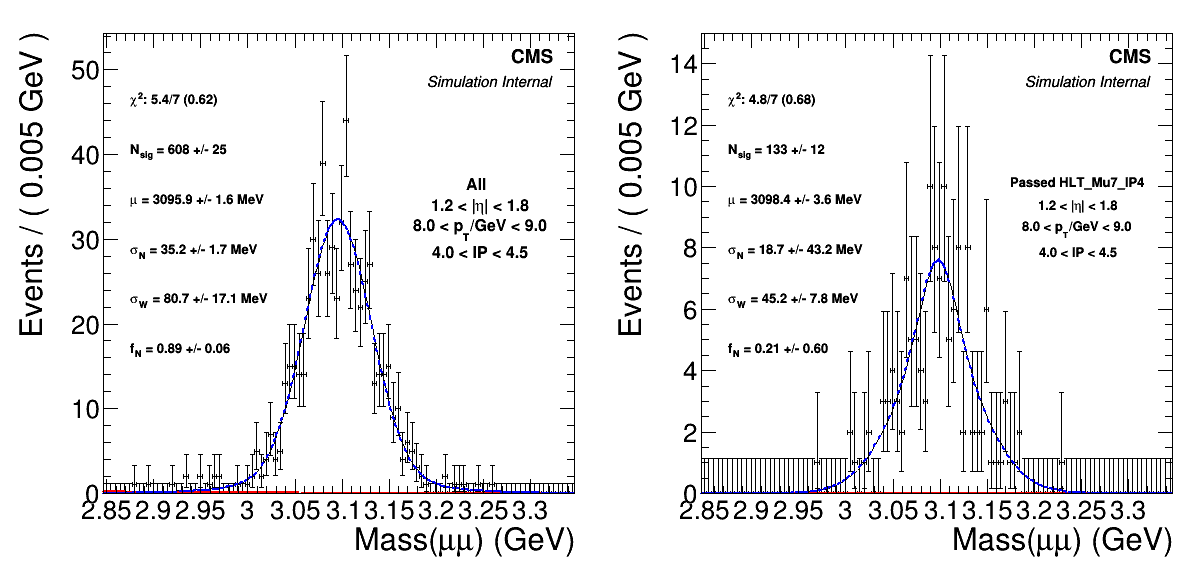 CMS
Simulation Internal
χ²: 5.4/7 (0.62)
N_sig = 608 +/- 25
μ = 3095.9 +/- 1.6 MeV
σ_N = 35.2 +/- 1.7 MeV
σ_W = 80.7 +/- 17.1 MeV
f_N = 0.89 +/- 0.06
All
1.2 < |η| < 1.8
8.0 < p_T/GeV < 9.0
4.0 < IP < 4.5
Events / ( 0.005 GeV )
50
40
30
20
10
0
2.85 2.9 2.95 3 3.05 3.1 3.15 3.2 3.25 3.3
Mass(μμ) (GeV)
CMS
Simulation Internal
χ²: 4.8/7 (0.68)
N_sig = 133 +/- 12
μ = 3098.4 +/- 3.6 MeV
σ_N = 18.7 +/- 43.2 MeV
σ_W = 45.2 +/- 7.8 MeV
f_N = 0.21 +/- 0.60
Passed HLT_Mu7_IP4
1.2 < |η| < 1.8
8.0 < p_T/GeV < 9.0
4.0 < IP < 4.5
Events / ( 0.005 GeV )
14
12
10
8
6
4
2
0
2.85 2.9 2.95 3 3.05 3.1 3.15 3.2 3.25 3.3
Mass(μμ) (GeV)